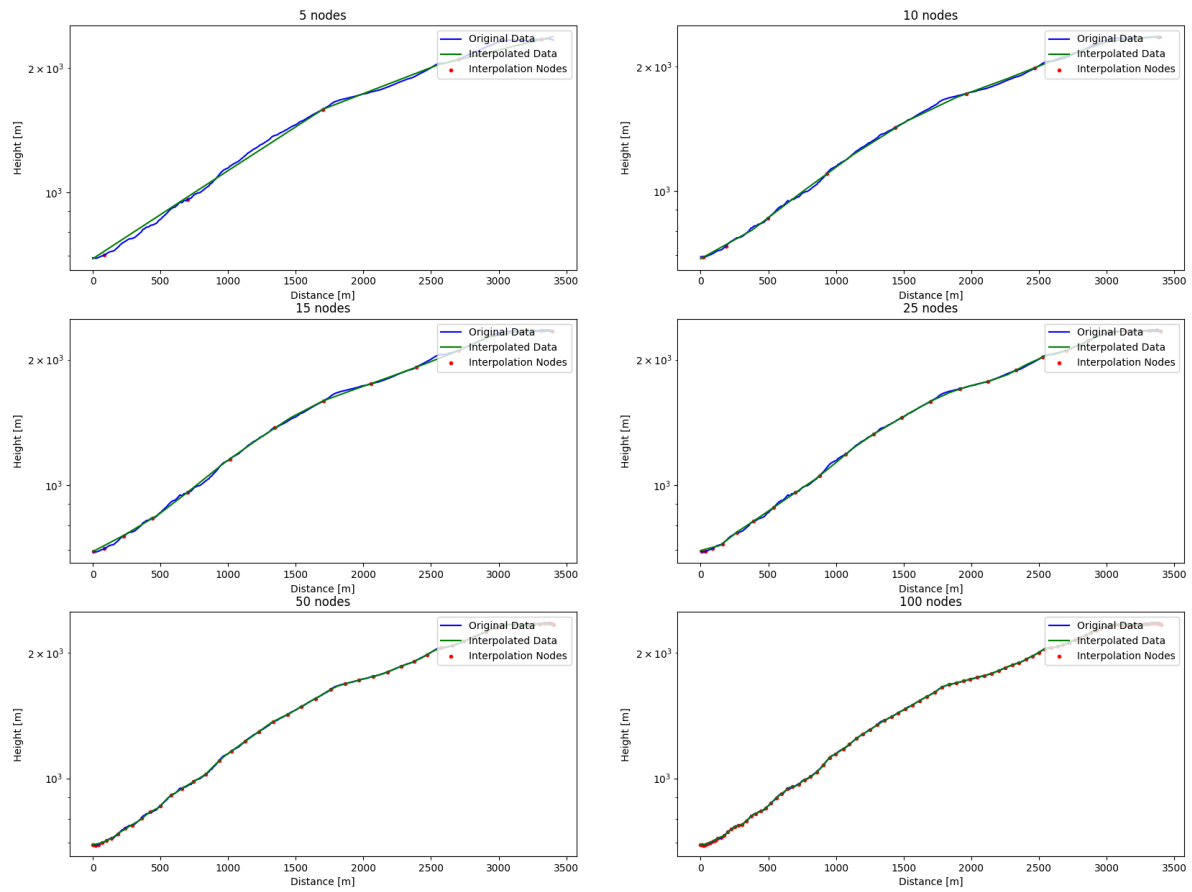 5 nodes
Height [m]
2 × 10³
10³
Original Data
Interpolated Data
Interpolation Nodes
0 500 1000 1500 2000 2500 3000 3500
Distance [m]
10 nodes
Height [m]
2 × 10³
10³
Original Data
Interpolated Data
Interpolation Nodes
0 500 1000 1500 2000 2500 3000 3500
Distance [m]
15 nodes
Height [m]
2 × 10³
10³
Original Data
Interpolated Data
Interpolation Nodes
0 500 1000 1500 2000 2500 3000 3500
Distance [m]
25 nodes
Height [m]
2 × 10³
10³
Original Data
Interpolated Data
Interpolation Nodes
0 500 1000 1500 2000 2500 3000 3500
Distance [m]
50 nodes
Height [m]
2 × 10³
10³
Original Data
Interpolated Data
Interpolation Nodes
0 500 1000 1500 2000 2500 3000 3500
Distance [m]
100 nodes
Height [m]
2 × 10³
10³
Original Data
Interpolated Data
Interpolation Nodes
0 500 1000 1500 2000 2500 3000 3500
Distance [m]